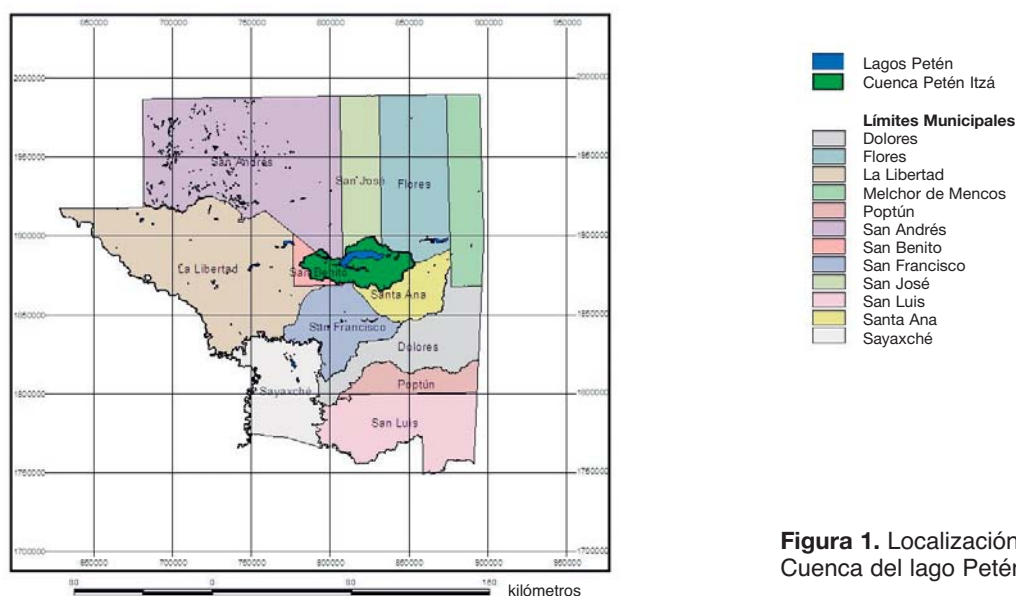 650000 700000 750000 800000 850000 900000 950000
2000000 2000000
1950000 1950000
1900000 1900000
1850000 1850000
1800000 1800000
1750000 1750000
1700000 1700000
650000 700000 750000 800000 850000 900000 950000
San Andrés
San José
Flores
La Libertad
San Benito
Santa Ana
San Francisco
Dolores
Sayaxché
Poptún
San Luis
0
kilómetros
Lagos Petén
Cuenca Petén Itzá
Límites Municipales
Dolores
Flores
La Libertad
Melchor de Mencos
Poptún
San Andrés
San Benito
San Francisco
San José
San Luis
Santa Ana
Sayaxché
Figura 1. Localización
Cuenca del lago Petén